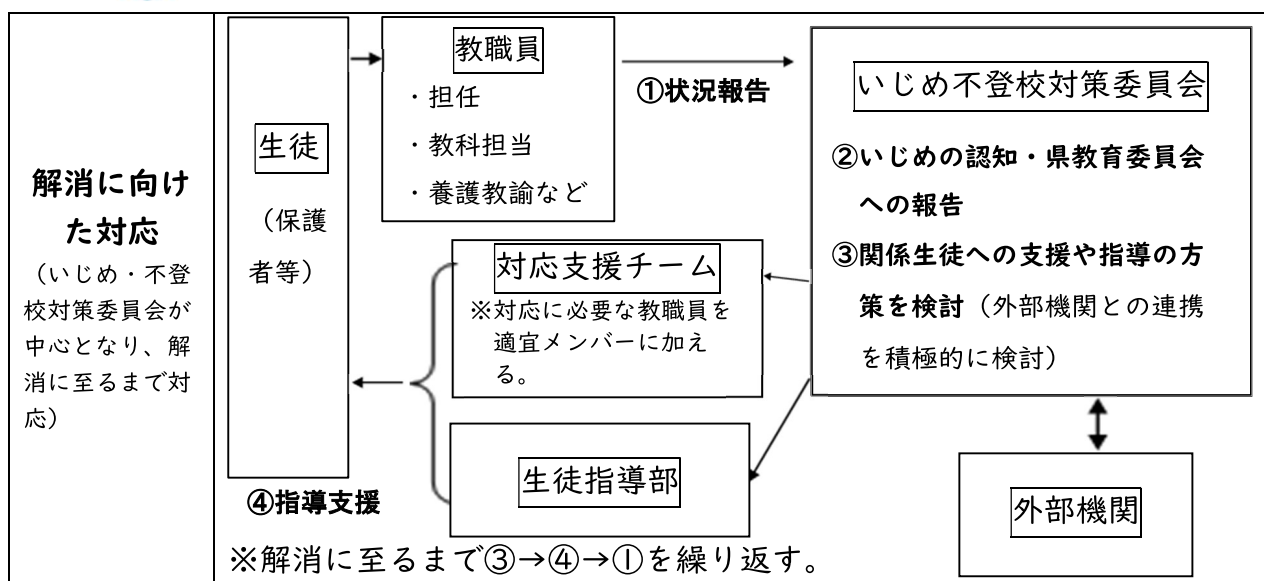 解消に向け
た対応
（いじめ・不登
校対策委員会が
中心となり、解
消に至るまで対
応）
生徒
（保護
者等）
教職員
・担任
・教科担当
・養護教諭など
①状況報告
いじめ不登校対策委員会
②いじめの認知・県教育委員会
への報告
③関係生徒への支援や指導の方
策を検討（外部機関との連携
を積極的に検討）
対応支援チーム
※対応に必要な教職員を
適宜メンバーに加え
る。
生徒指導部
④指導支援
外部機関
※解消に至るまで③→④→①を繰り返す。